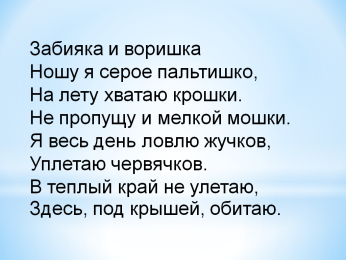 Забияка и воришка
Ношу я серое пальтишко,
На лету хватаю крошки.
Не пропущу и мелкой мошки.
Я весь день ловлю жучков,
Уплетаю червячков.
В теплый край не улетаю,
Здесь, под крышей, обитаю.